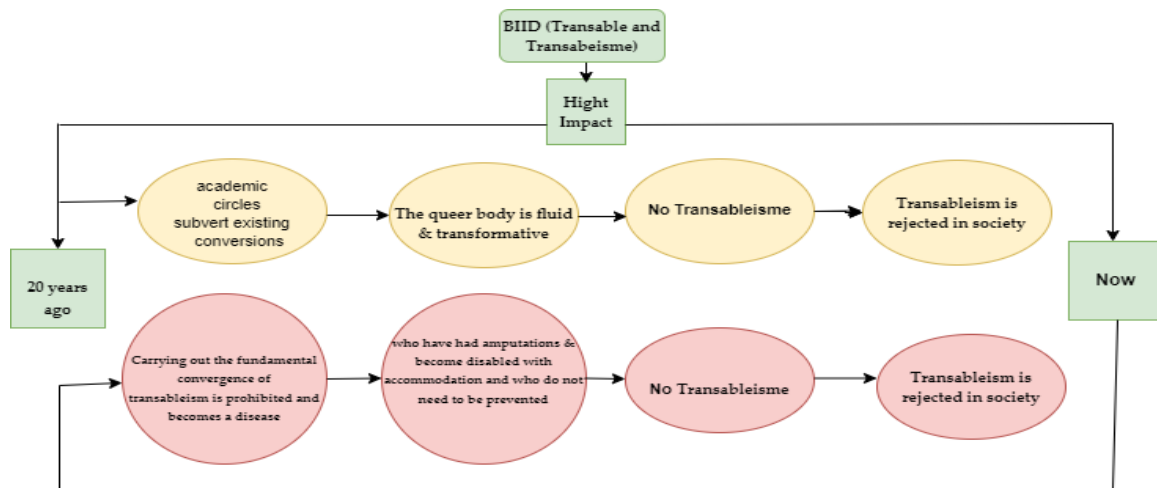 BIID (Transable and
Transabeisme)
Hight
Impact
academic
circles
subvert existing
conversions
The queer body is fluid
& transformative
No Transableisme
Transableism is
rejected in society
20 years
ago
Now
Carrying out the fundamental
convergence of
transableism is prohibited and
becomes a disease
who have had amputations &
become disabled with
accommodation and who do not
need to be prevented
No Transableisme
Transableism is
rejected in society